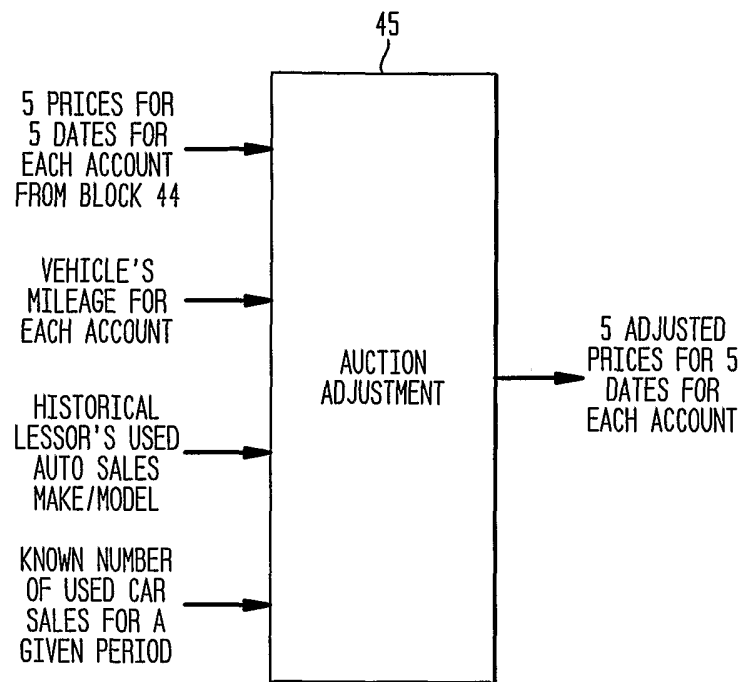 45
5 PRICES FOR
5 DATES FOR
EACH ACCOUNT
FROM BLOCK 44
VEHICLE'S
MILEAGE FOR
EACH ACCOUNT
HISTORICAL
LESSOR'S USED
AUTO SALES
MAKE/MODEL
KNOWN NUMBER
OF USED CAR
SALES FOR A
GIVEN PERIOD
AUCTION
ADJUSTMENT
5 ADJUSTED
PRICES FOR 5
DATES FOR
EACH ACCOUNT